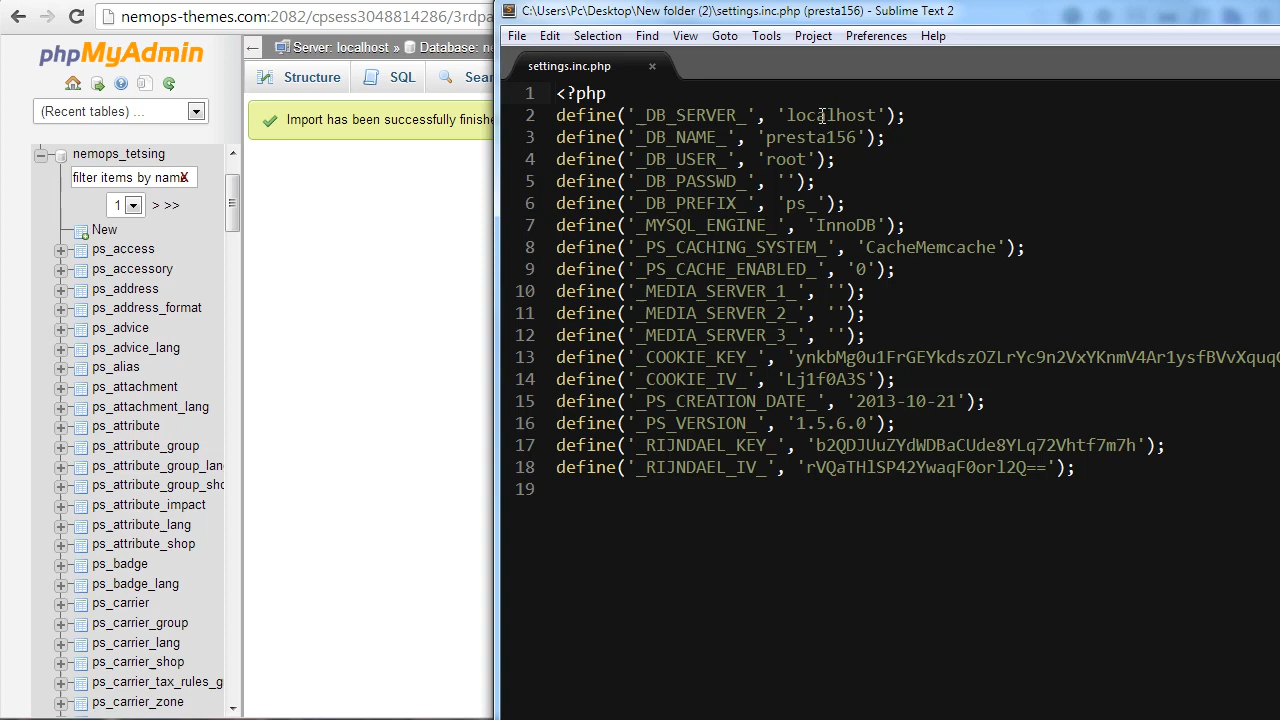 nemops-themes.com:2082/cpsess3048814286/3rdpa
phpMyAdmin
(Recent tables) ...
nemops_tetsing
filter items by name X
1 > >>
New
ps_access
ps_accessory
ps_address
ps_address_format
ps_advice
ps_advice_lang
ps_alias
ps_attachment
ps_attachment_lang
ps_attribute
ps_attribute_group
ps_attribute_group_lang
ps_attribute_group_sho
ps_attribute_impact
ps_attribute_lang
ps_attribute_shop
ps_badge
ps_badge_lang
ps_carrier
ps_carrier_group
ps_carrier_lang
ps_carrier_shop
ps_carrier_tax_rules_g
ps_carrier_zone
Server: localhost » Database: ne
Structure SQL Sea
Import has been successfully finishe
C:\Users\Pc\Desktop\New folder (2)\settings.inc.php (presta156) - Sublime Text 2
File Edit Selection Find View Goto Tools Project Preferences Help
settings.inc.php ×
1 <?php
2 define('_DB_SERVER_', 'localhost');
3 define('_DB_NAME_', 'presta156');
4 define('_DB_USER_', 'root');
5 define('_DB_PASSWD_', '');
6 define('_DB_PREFIX_', 'ps_');
7 define('_MYSQL_ENGINE_', 'InnoDB');
8 define('_PS_CACHING_SYSTEM_', 'CacheMemcache');
9 define('_PS_CACHE_ENABLED_', '0');
10 define('_MEDIA_SERVER_1_', '');
11 define('_MEDIA_SERVER_2_', '');
12 define('_MEDIA_SERVER_3_', '');
13 define('_COOKIE_KEY_', 'ynkbMg0u1FrGEYkdszOZLrYc9n2VxYKnmV4Ar1ysfBVvXquqC
14 define('_COOKIE_IV_', 'Lj1f0A3S');
15 define('_PS_CREATION_DATE_', '2013-10-21');
16 define('_PS_VERSION_', '1.5.6.0');
17 define('_RIJNDAEL_KEY_', 'b2QDJUuZYdWDBaCUde8YLq72Vhtf7m7h');
18 define('_RIJNDAEL_IV_', 'rVQaTHlSP42YwaqF0orl2Q==');
19